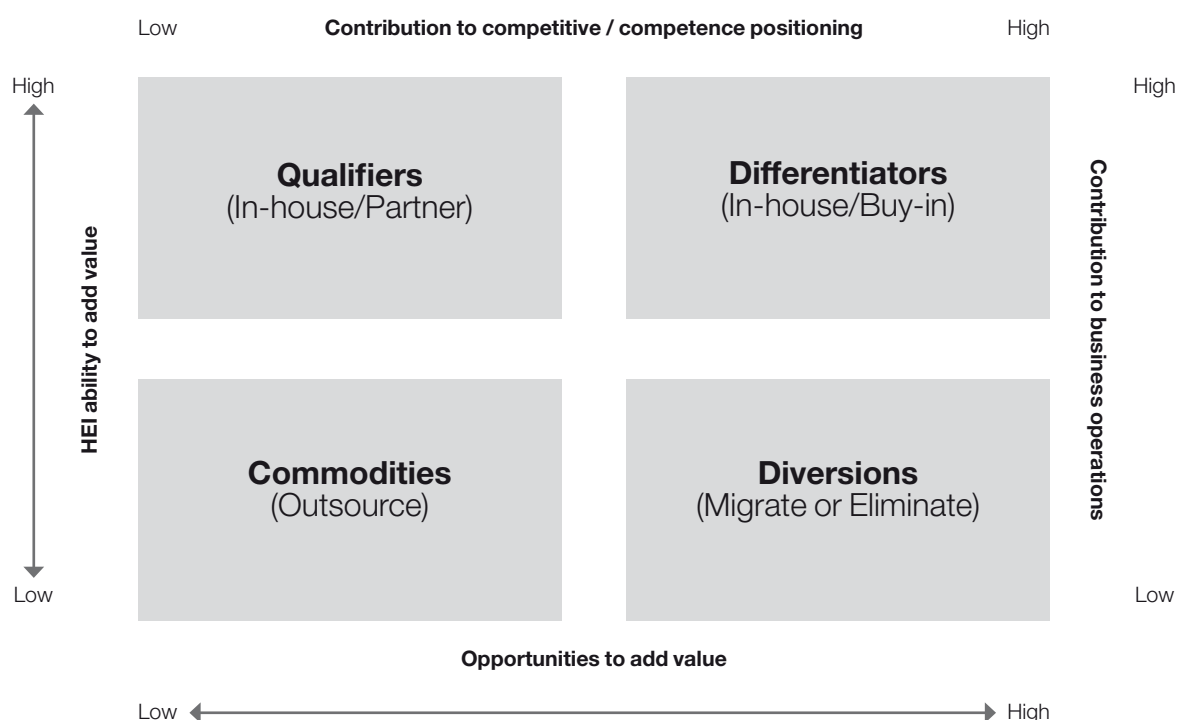 Low Contribution to competitive / competence positioning High
High High
Qualifiers
(In-house/Partner)
Differentiators
(In-house/Buy-in)
HEI ability to add value
Contribution to business operations
Commodities
(Outsource)
Diversions
(Migrate or Eliminate)
Low Low
Opportunities to add value
Low High